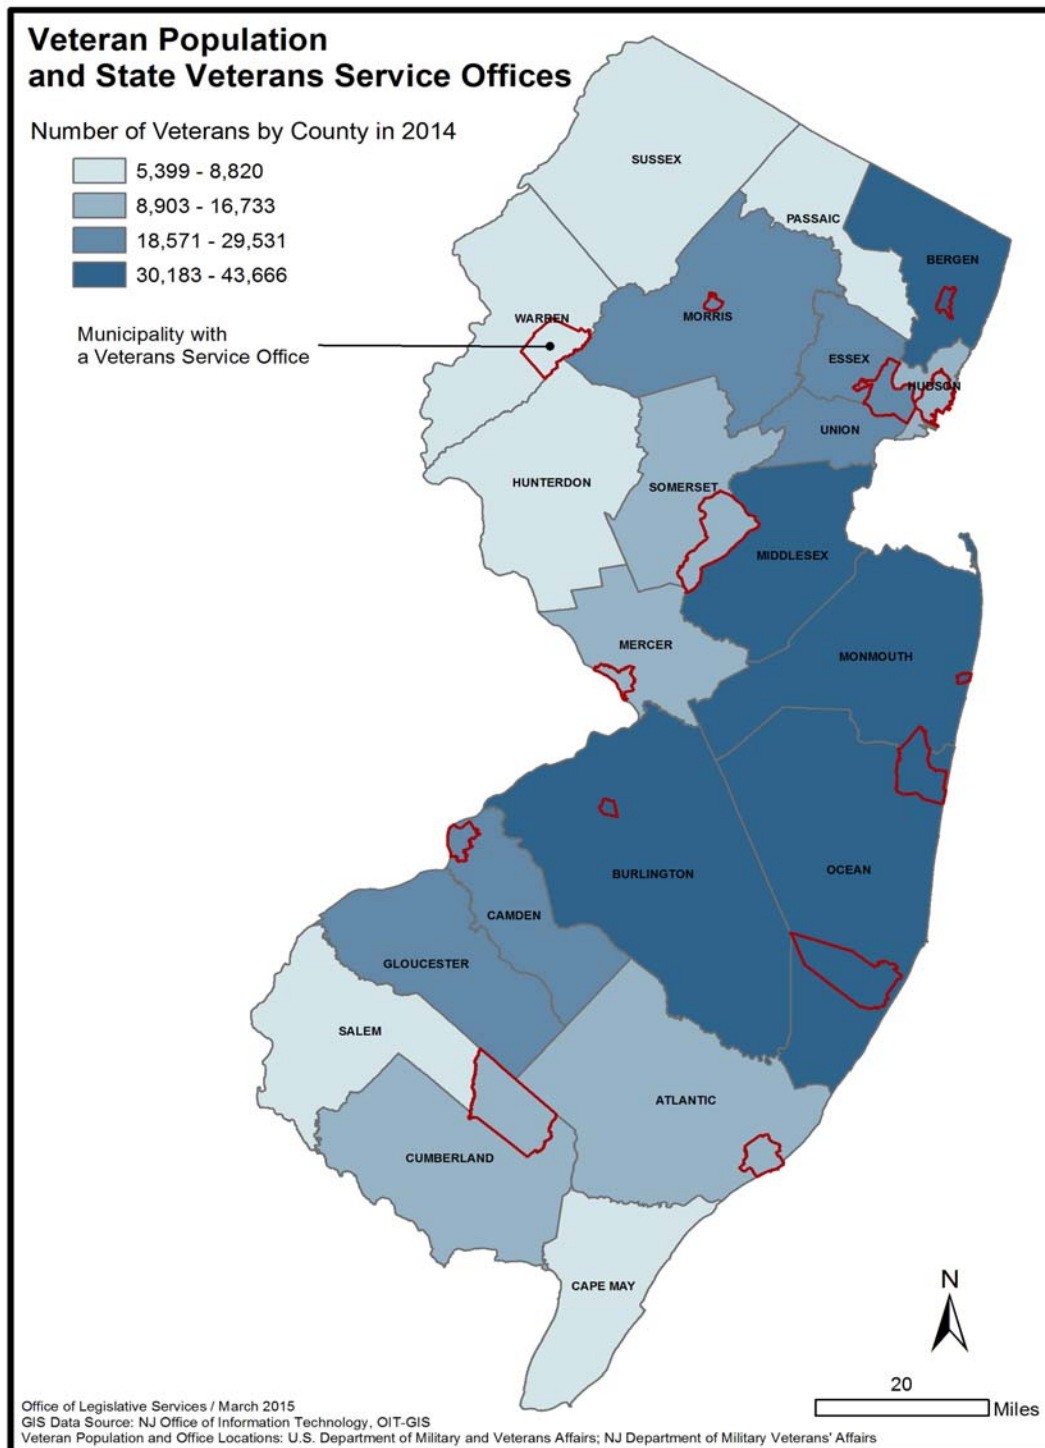 Veteran Population
and State Veterans Service Offices
Number of Veterans by County in 2014
5,399 - 8,820
8,903 - 16,733
18,571 - 29,531
30,183 - 43,666
Municipality with
a Veterans Service Office
SUSSEX
PASSAIC
BERGEN
WARREN
MORRIS
ESSEX
HUDSON
UNION
HUNTERDON
SOMERSET
MIDDLESEX
MERCER
MONMOUTH
OCEAN
BURLINGTON
CAMDEN
GLOUCESTER
SALEM
ATLANTIC
CUMBERLAND
CAPE MAY
N
20
Miles
Office of Legislative Services / March 2015
GIS Data Source: NJ Office of Information Technology, OIT-GIS
Veteran Population and Office Locations: U.S. Department of Military and Veterans Affairs; NJ Department of Military Veterans' Affairs